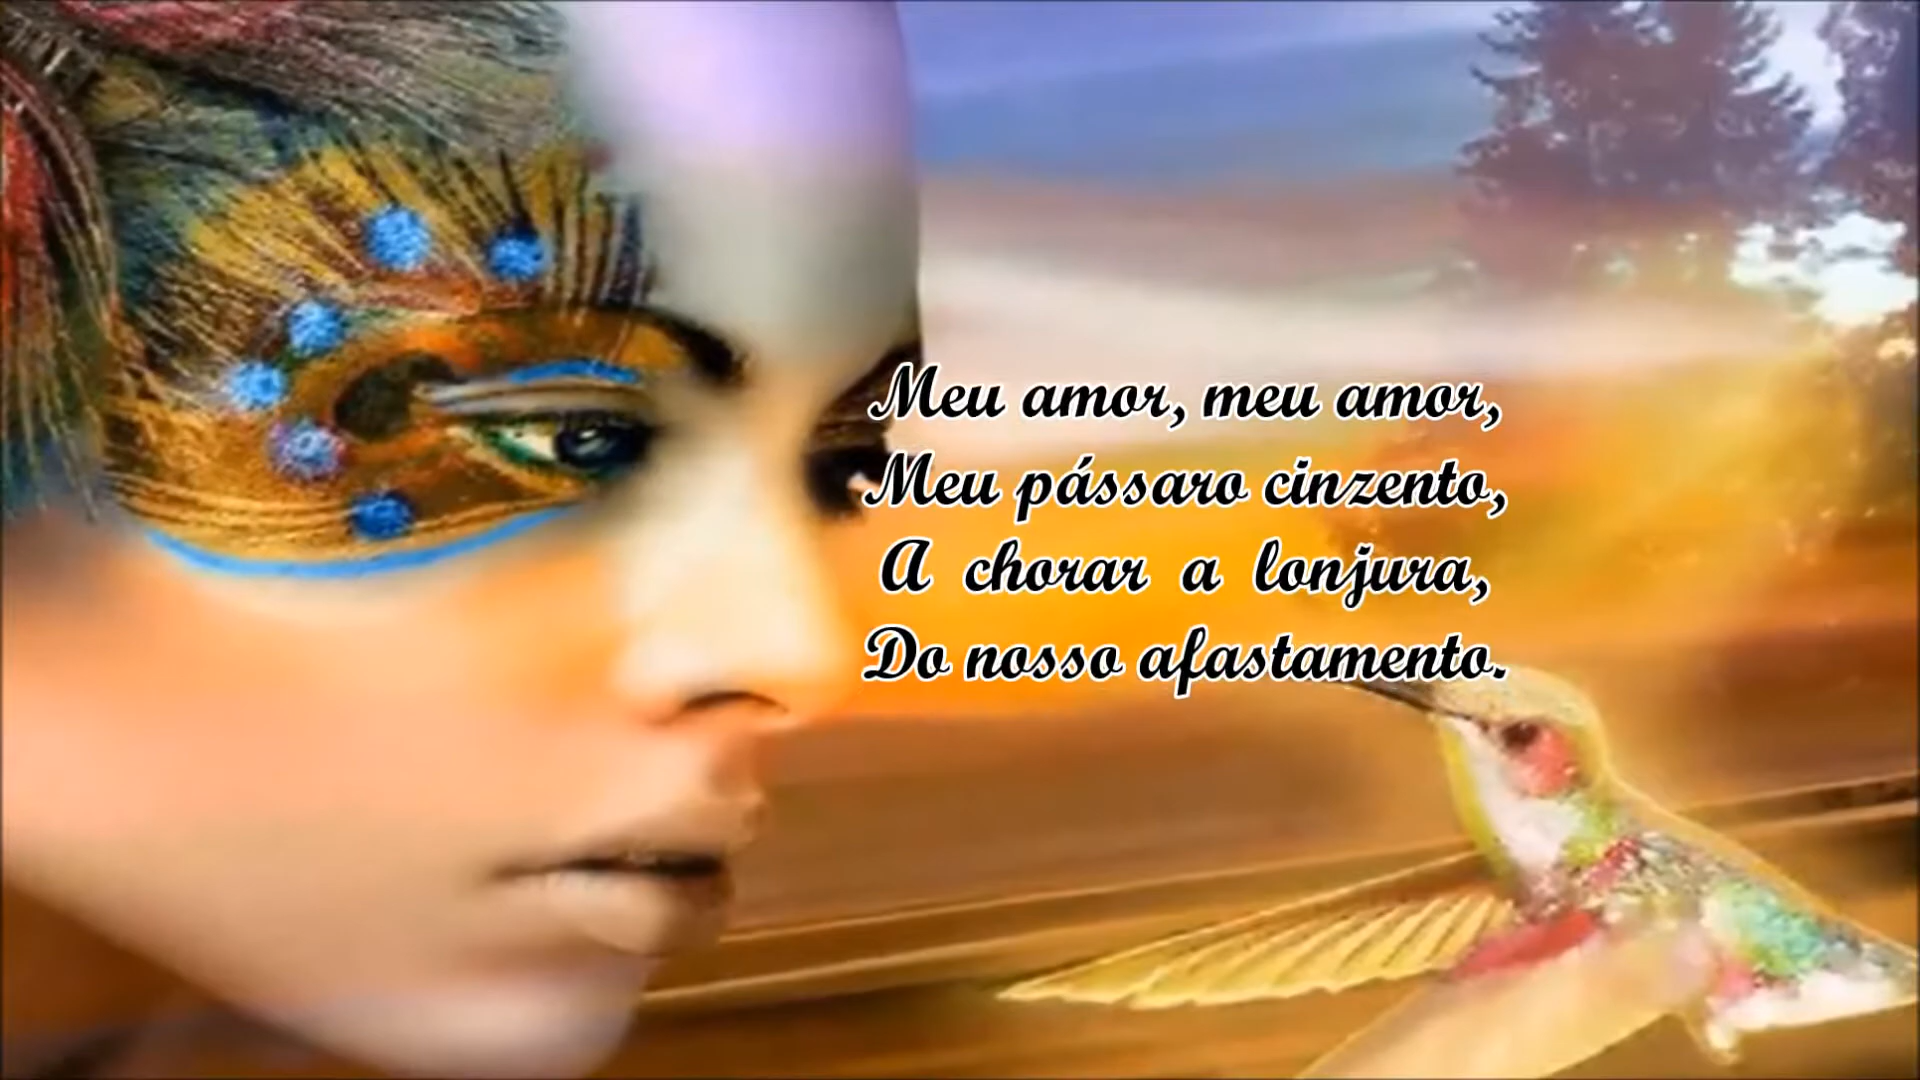 Meu amor, meu amor,
Meu pássaro cinzento,
A chorar a lonjura,
Do nosso afastamento.